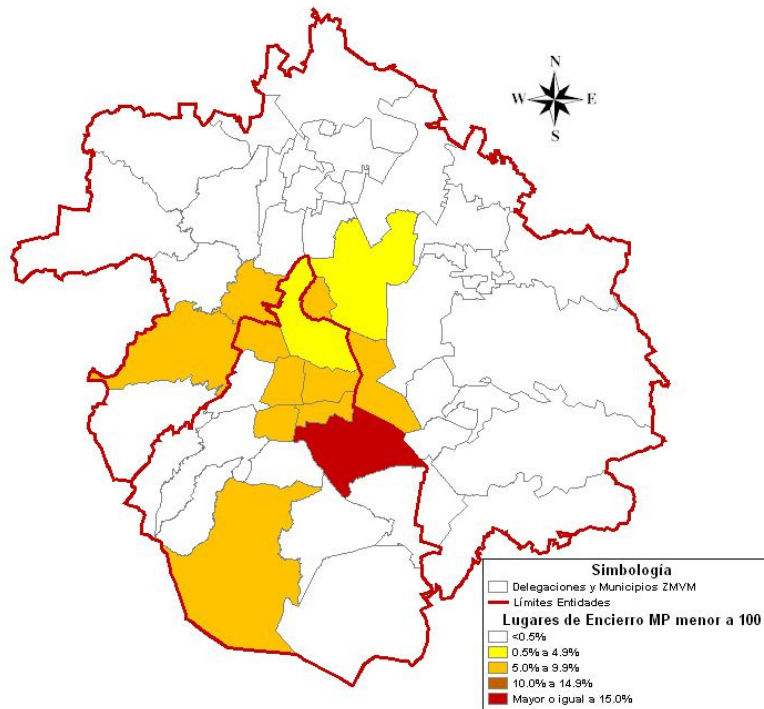 N
W E
S
Simbología
Delegaciones y Municipios ZMVM
Límites Entidades
Lugares de Encierro MP menor a 100
<0.5%
0.5% a 4.9%
5.0% a 9.9%
10.0% a 14.9%
Mayor o igual a 15.0%